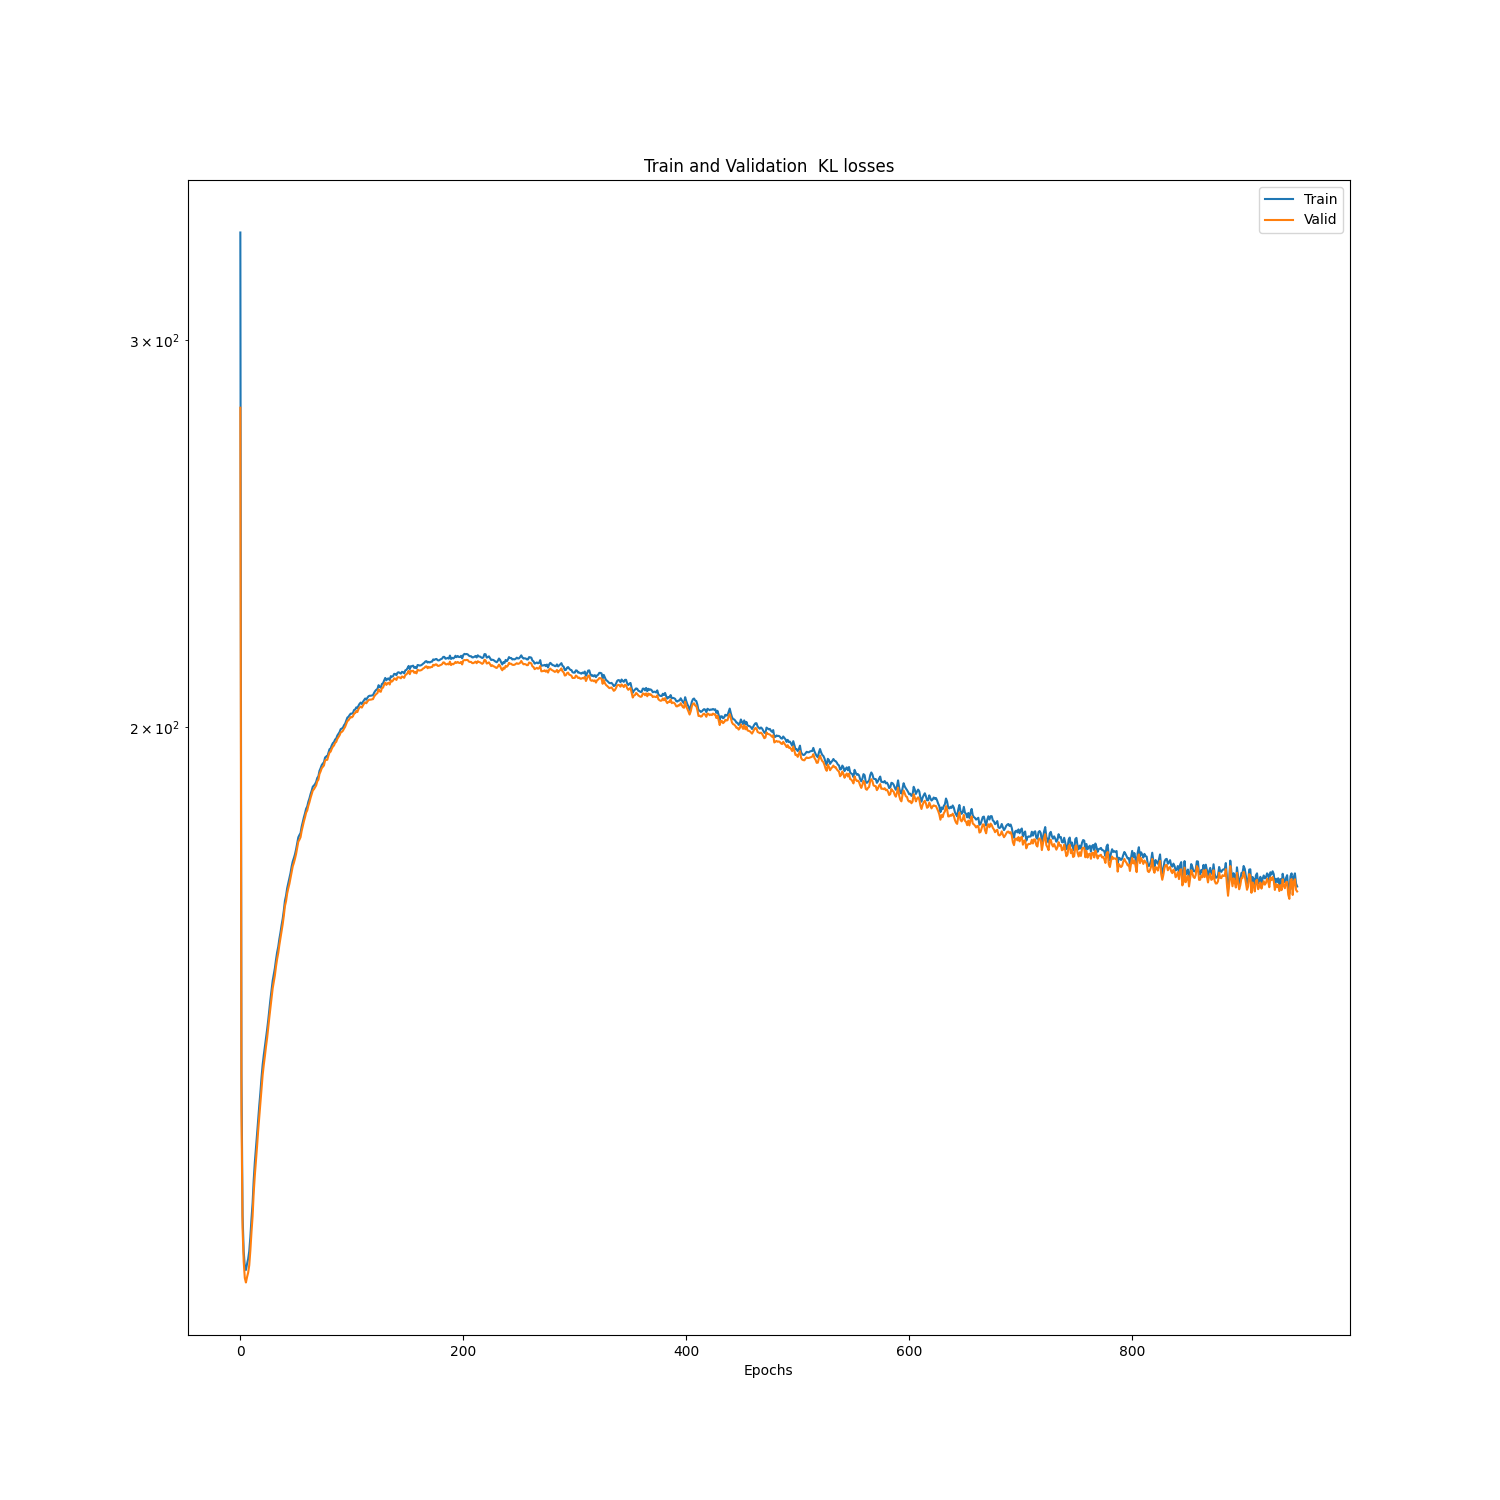 Train and Validation  KL losses
Train
Valid
3 × 10²
2 × 10²
0 200 400 600 800
Epochs